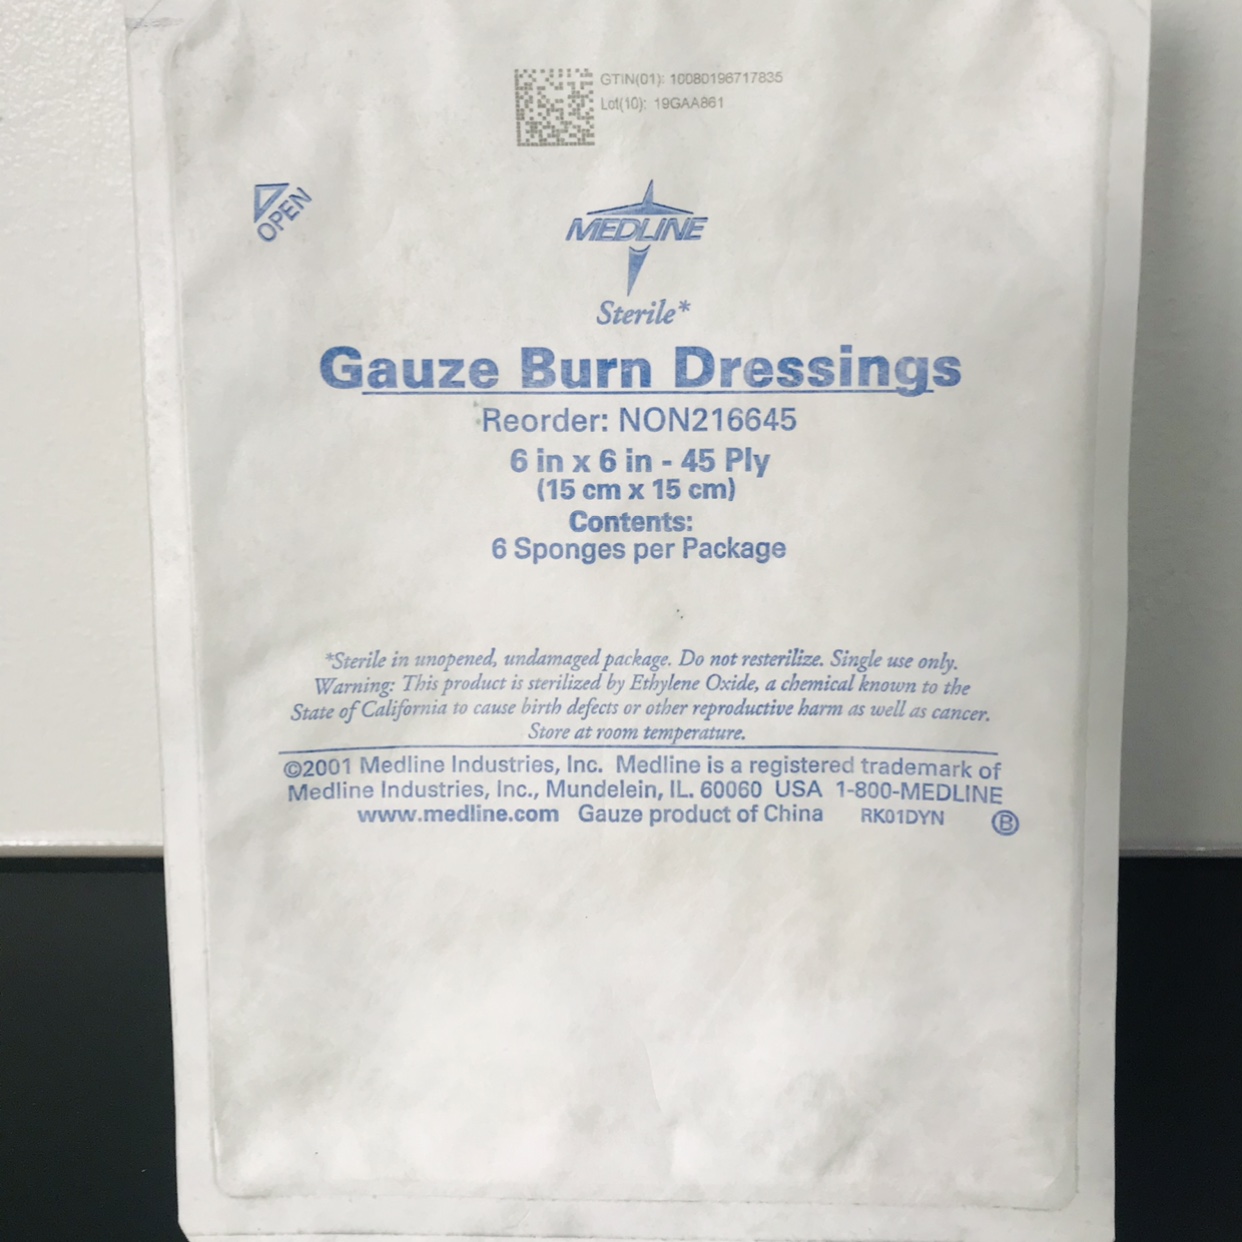 GTIN(01): 10080196717835
Lot(10): 19GAA861
OPEN
MEDLINE
Sterile*
Gauze Burn Dressings
Reorder: NON216645
6 in x 6 in - 45 Ply
(15 cm x 15 cm)
Contents:
6 Sponges per Package
*Sterile in unopened, undamaged package. Do not resterilize. Single use only.
Warning: This product is sterilized by Ethylene Oxide, a chemical known to the
State of California to cause birth defects or other reproductive harm as well as cancer.
Store at room temperature.
©2001 Medline Industries, Inc. Medline is a registered trademark of
Medline Industries, Inc., Mundelein, IL. 60060 USA 1-800-MEDLINE
www.medline.com Gauze product of China RK01DYN B